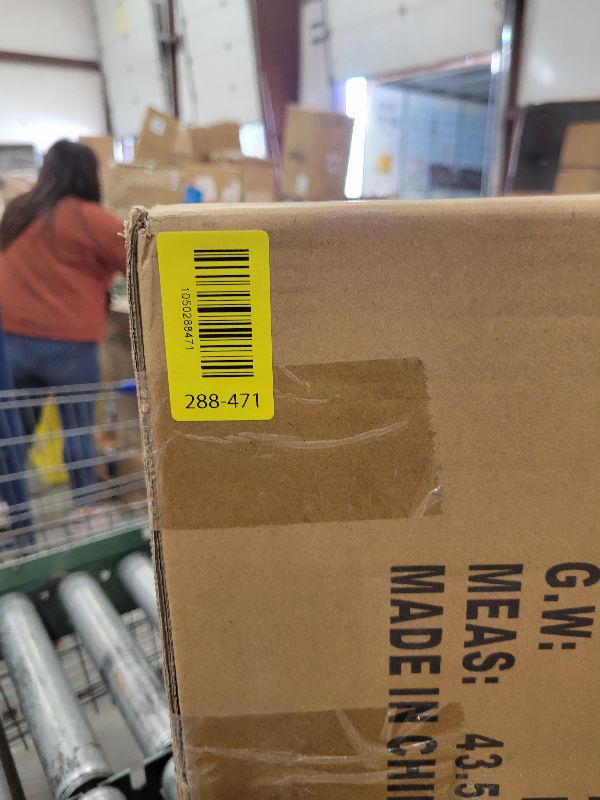 1050288471
288-471
G.W:
MEAS: 43.5
MADE IN CHI